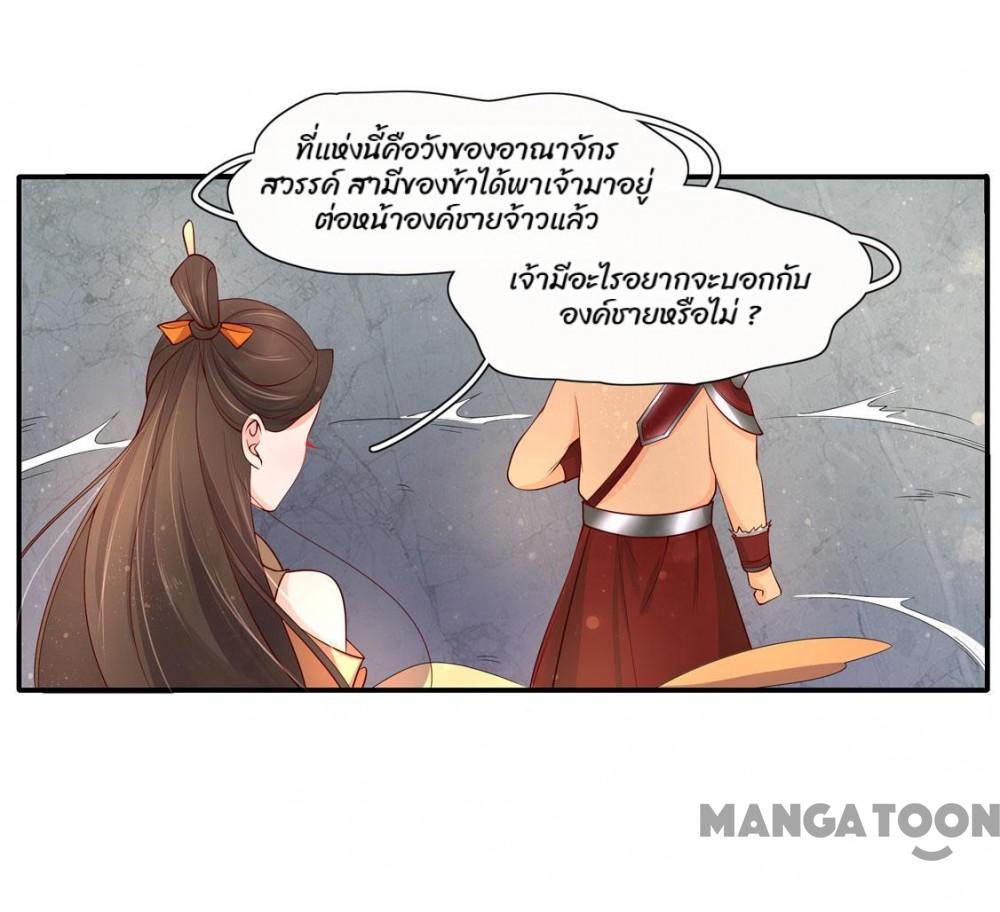 ที่แห่งนี้คือวังของอาณาจักร
สวรรค์ สามีของข้าได้พาเจ้ามาอยู่
ต่อหน้าองค์ชายจ้าวแล้ว
เจ้ามีอะไรอยากจะบอกกับ
องค์ชายหรือไม่ ?
MANGATOON